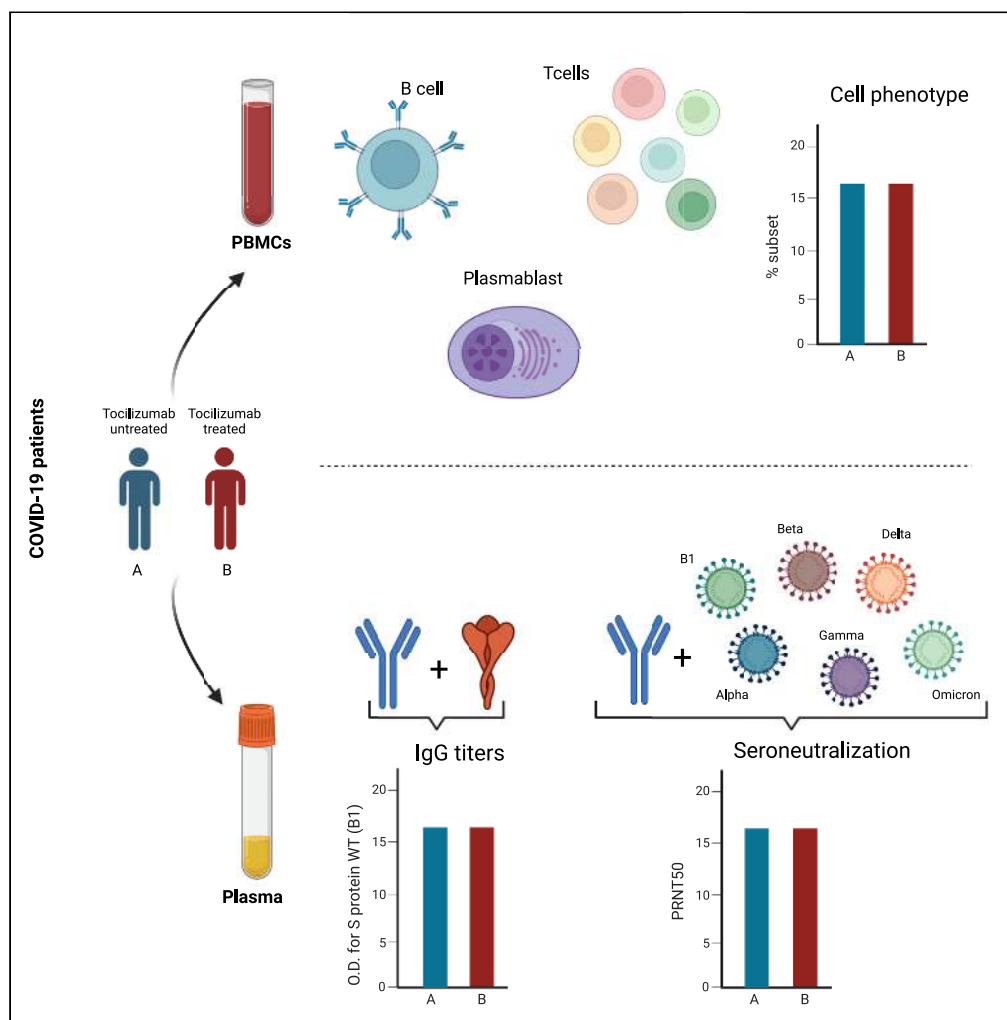 B cell
Tcells
Cell phenotype
20
15
10
5
0
% subset
A
B
PBMCs
Plasmablast
COVID-19 patients
Tocilizumab
untreated
Tocilizumab
treated
A
B
B1
Beta
Delta
Alpha
Gamma
Omicron
+
+
IgG titers
Seroneutralization
20
15
10
5
0
O.D. for S protein WT (B1)
A
B
20
15
10
5
0
PRNT50
A
B
Plasma